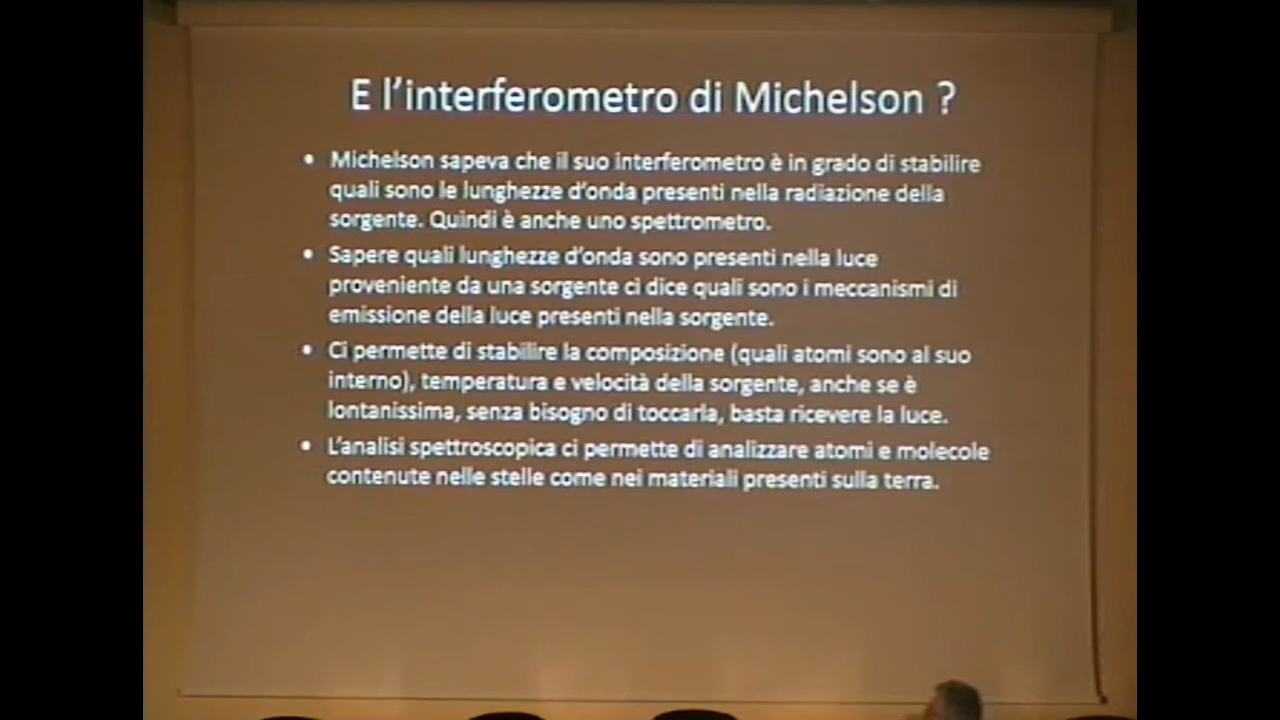 E l'interferometro di Michelson ?
• Michelson sapeva che il suo interferometro è in grado di stabilire
quali sono le lunghezze d'onda presenti nella radiazione della
sorgente. Quindi è anche uno spettrometro.
• Sapere quali lunghezze d'onda sono presenti nella luce
proveniente da una sorgente ci dice quali sono i meccanismi di
emissione della luce presenti nella sorgente.
• Ci permette di stabilire la composizione (quali atomi sono al suo
interno), temperatura e velocità della sorgente, anche se è
lontanissima, senza bisogno di toccarla, basta ricevere la luce.
• L'analisi spettroscopica ci permette di analizzare atomi e molecole
contenute nelle stelle come nei materiali presenti sulla terra.